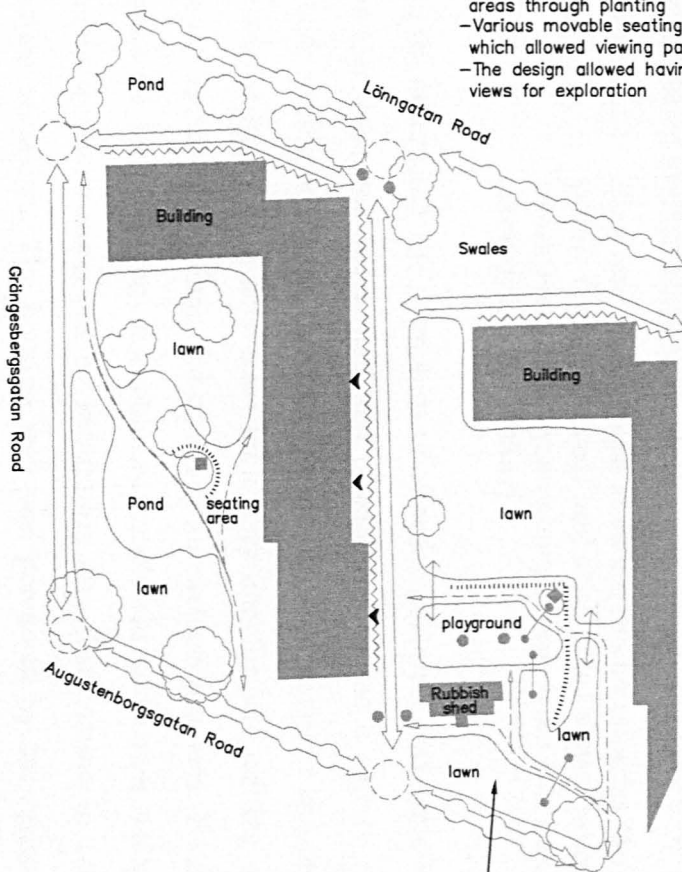 areas through planting
-Various movable seating
which allowed viewing pa
-The design allowed havin
views for exploration
Pond
Lönngatan Road
Building
Swales
Grängesbergsgatan Road
lawn
Building
Pond
seating
area
lawn
lawn
playground
Rubbish
shed
lawn
lawn
Augustenborgsgatan Road